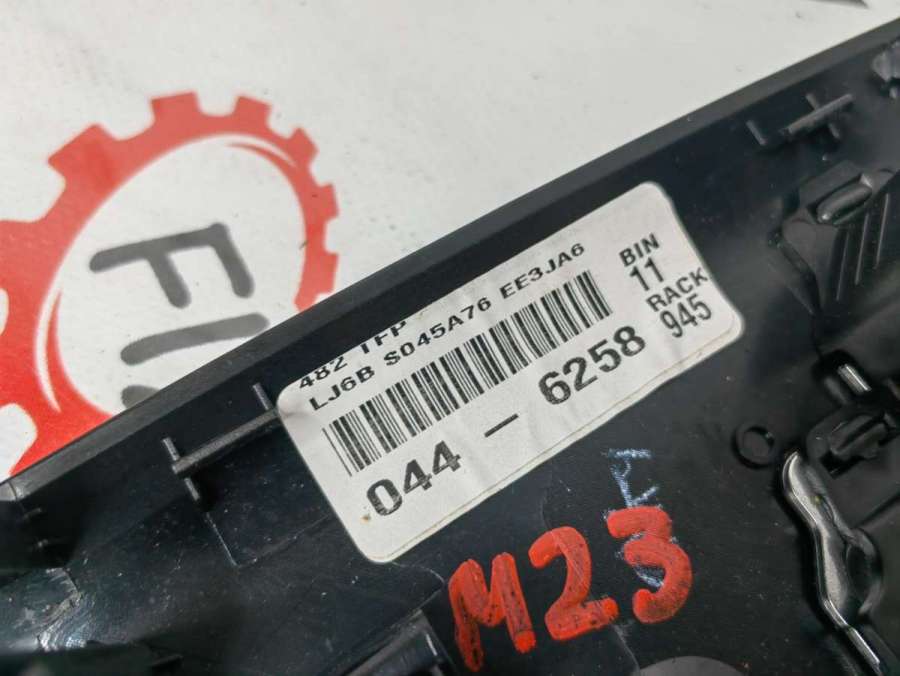 482 TFP
LJ6B S045A76 EE3JA6
BIN
11
RACK
945
044 - 6258
M23